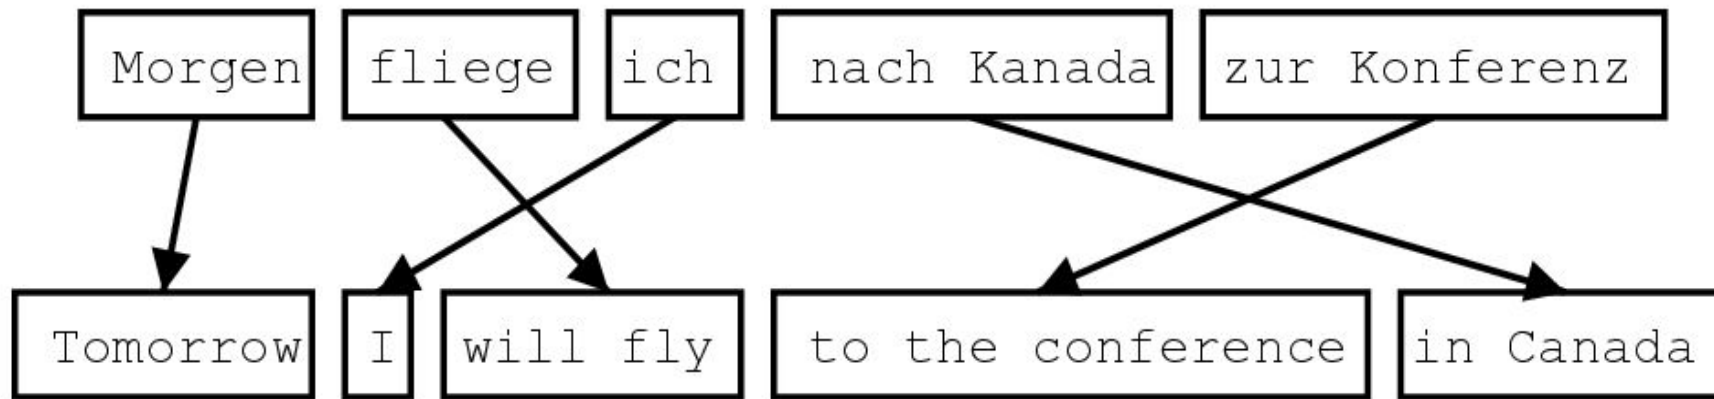 Morgen fliege ich nach Kanada zur Konferenz
Tomorrow I will fly to the conference in Canada